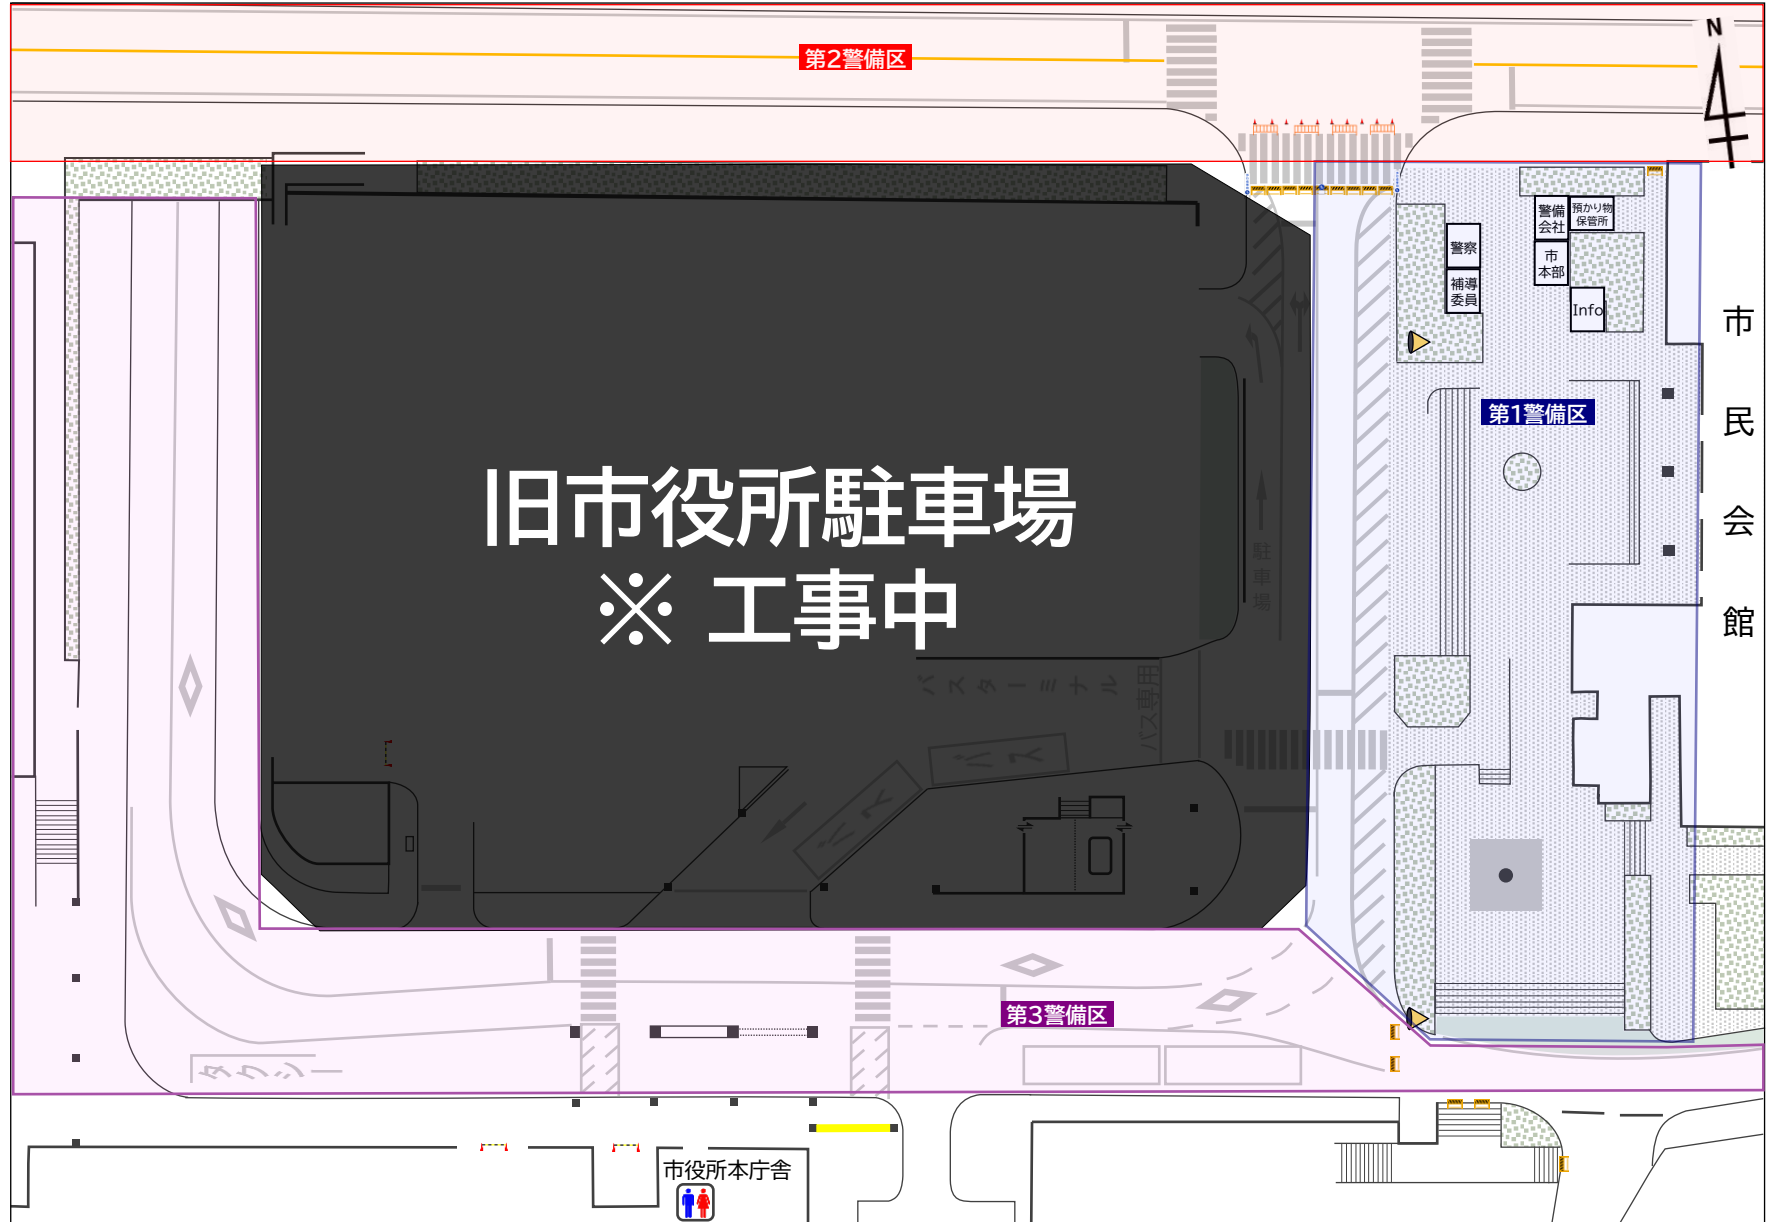 第2警備区
N
警備
会社
預かり物
保管所
警察
市
本部
補導
委員
Info
第1警備区
市民会館
旧市役所駐車場
※ 工事中
駐車場
バスターミナル
バス専用
バス
バス
第3警備区
タクシー
市役所本庁舎